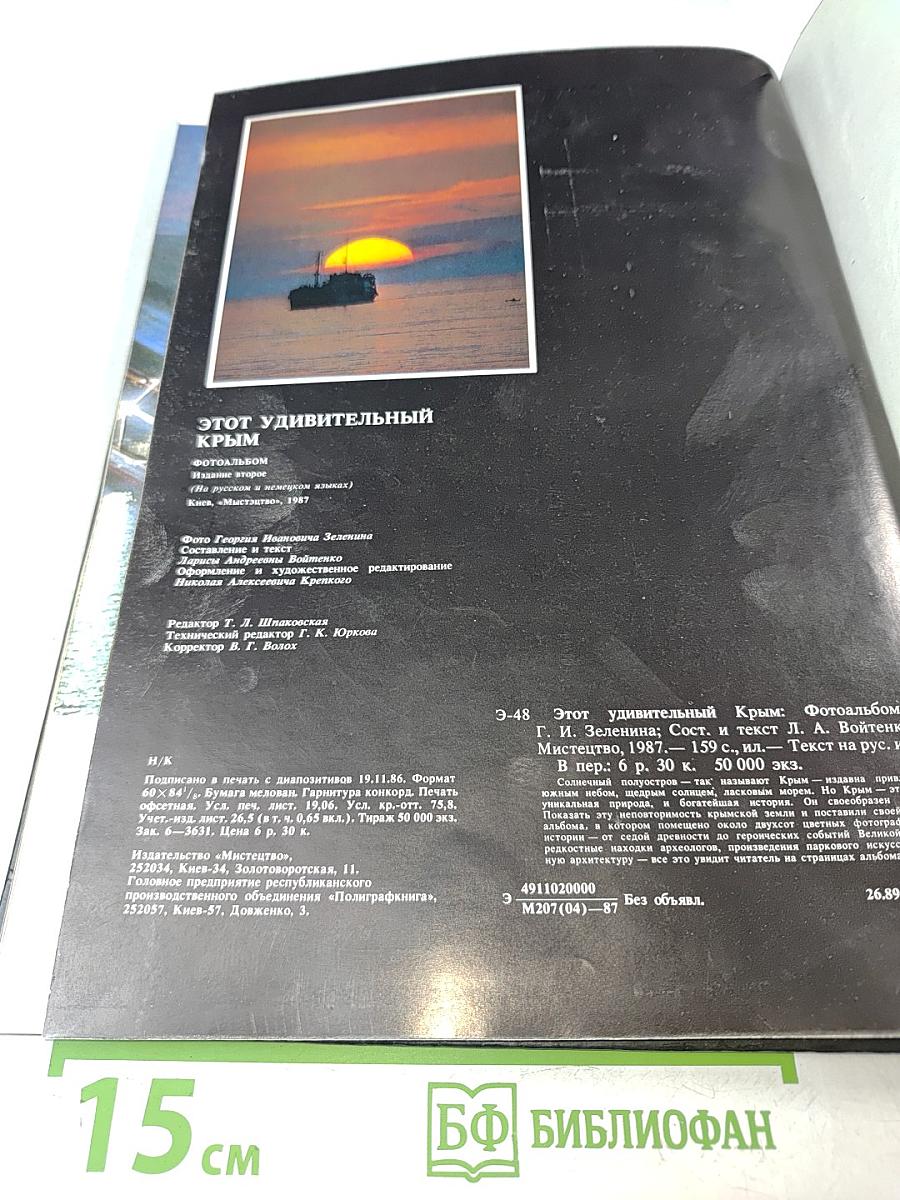 ЭТОТ УДИВИТЕЛЬНЫЙ
КРЫМ
ФОТОАЛЬБОМ
Издание второе
(На русском и немецком языках)
Киев, «Мыстэцтво», 1987
Фото Георгия Ивановича Зеленина
Составление и текст
Ларисы Андреевны Войтенко
Оформление и художественное редактирование
Николая Алексеевича Крепкого
Редактор Т. Л. Шпаковская
Технический редактор Г. К. Юркова
Корректор В. Г. Волох
Н/К
Подписано в печать с диапозитивов 19.11.86. Формат
60×84¹/₈. Бумага мелован. Гарнитура конкорд. Печать
офсетная. Усл. печ. лист. 19,06. Усл. кр.-отт. 75,8.
Учет.-изд. лист. 26,5 (в т. ч. 0,65 вкл.). Тираж 50 000 экз.
Зак. 6—3631. Цена 6 р. 30 к.
Издательство «Мистецтво»,
252034, Киев-34, Золотоворотская, 11.
Головное предприятие республиканского
производственного объединения «Полиграфкнига»,
252057, Киев-57, Довженко, 3.
Э-48 Этот удивительный Крым: Фотоальбом
Г. И. Зеленина; Сост. и текст Л. А. Войтенк
Мистецтво, 1987.— 159 с., ил.— Текст на рус. и
В пер.: 6 р. 30 к. 50 000 экз.
Солнечный полуостров — так называют Крым — издавна прив
южным небом, щедрым солнцем, ласковым морем. Но Крым — эт
уникальная природа, и богатейшая история. Он своеобразен
Показать эту неповторимость крымской земли и поставили своей
альбома, в котором помещено около двухсот цветных фотограф
истории — от седой древности до героических событий Великой
редкостные находки археологов, произведения паркового искусс
ную архитектуру — все это увидит читатель на страницах альбома
Э 4911020000
М207(04)—87 Без объявл.
26.89
15 см
БФ БИБЛИОФАН